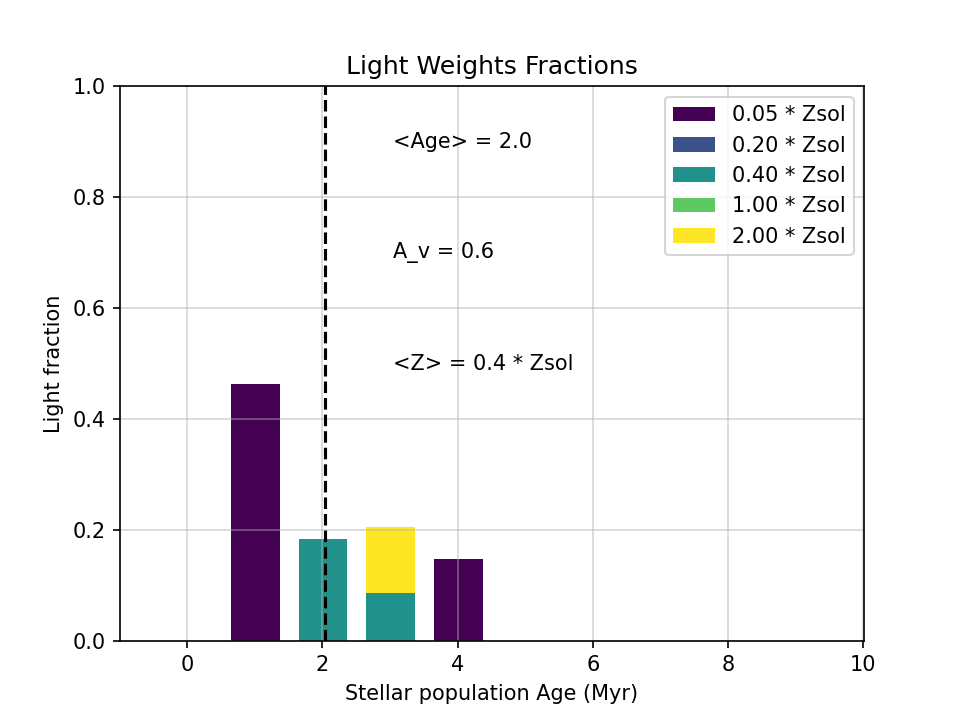 Light Weights Fractions
<Age> = 2.0
A_v = 0.6
<Z> = 0.4 * Zsol
0.05 * Zsol
0.20 * Zsol
0.40 * Zsol
1.00 * Zsol
2.00 * Zsol
Light fraction
1.0
0.8
0.6
0.4
0.2
0.0
0 2 4 6 8 10
Stellar population Age (Myr)